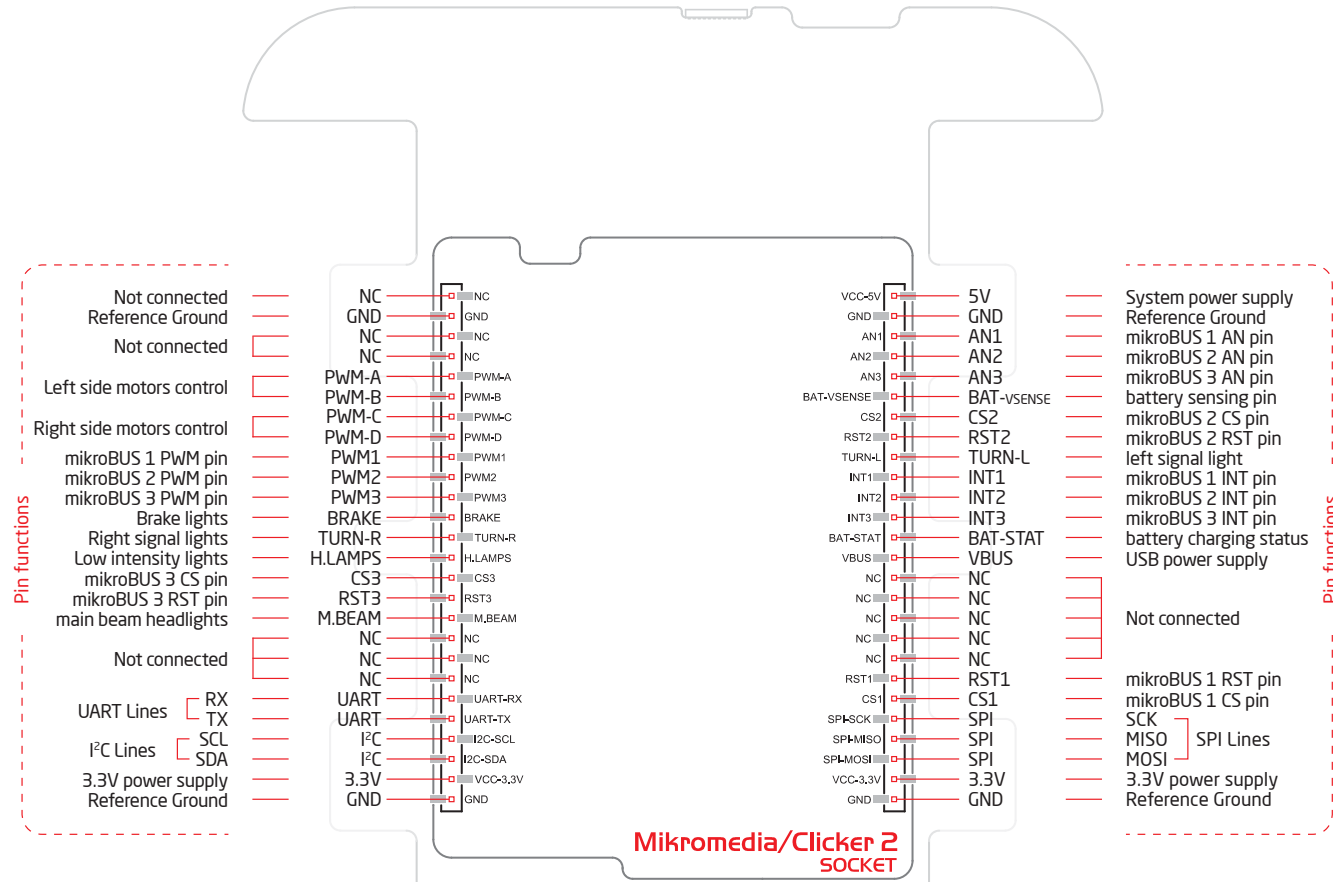 Not connected NC NC VCC-5V 5V System power supply
Reference Ground GND GND GND GND Reference Ground
Not connected NC NC AN1 AN1 mikroBUS 1 AN pin
NC NC AN2 AN2 mikroBUS 2 AN pin
Left side motors control PWM-A PWM-A AN3 AN3 mikroBUS 3 AN pin
PWM-B PWM-B BAT-VSENSE BAT-VSENSE battery sensing pin
Right side motors control PWM-C PWM-C CS2 CS2 mikroBUS 2 CS pin
PWM-D PWM-D RST2 RST2 mikroBUS 2 RST pin
mikroBUS 1 PWM pin PWM1 PWM1 TURN-L TURN-L left signal light
mikroBUS 2 PWM pin PWM2 PWM2 INT1 INT1 mikroBUS 1 INT pin
mikroBUS 3 PWM pin PWM3 PWM3 INT2 INT2 mikroBUS 2 INT pin
Brake lights BRAKE BRAKE INT3 INT3 mikroBUS 3 INT pin
Right signal lights TURN-R TURN-R BAT-STAT BAT-STAT battery charging status
Low intensity lights H.LAMPS H.LAMPS VBUS VBUS USB power supply
mikroBUS 3 CS pin CS3 CS3 NC NC
mikroBUS 3 RST pin RST3 RST3 NC NC
main beam headlights M.BEAM M.BEAM NC NC Not connected
NC NC NC NC
Not connected NC NC NC NC
NC NC RST1 RST1 mikroBUS 1 RST pin
UART Lines RX UART UART-RX CS1 CS1 mikroBUS 1 CS pin
TX UART UART-TX SPI-SCK SPI SCK
I²C Lines SCL I²C I2C-SCL SPI-MISO SPI MISO SPI Lines
SDA I²C I2C-SDA SPI-MOSI SPI MOSI
3.3V power supply 3.3V VCC-3.3V VCC-3.3V 3.3V 3.3V power supply
Reference Ground GND GND GND GND Reference Ground
Pin functions
Pin functions
Mikromedia/Clicker 2
SOCKET